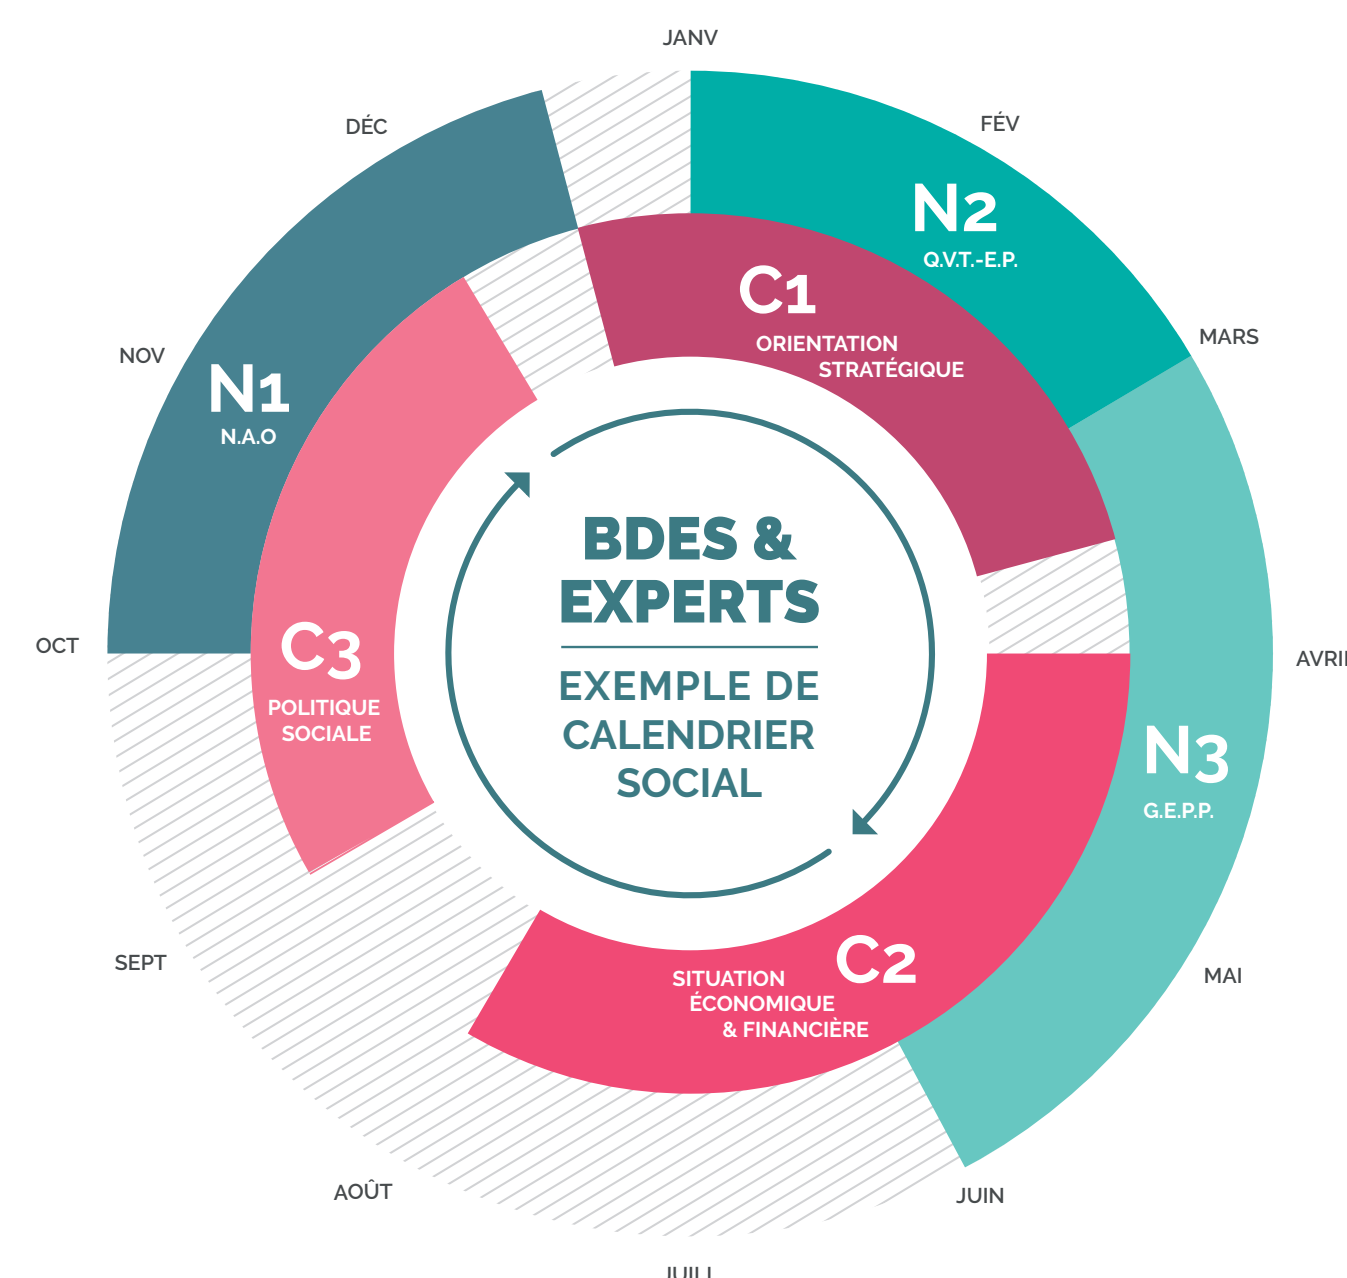 JANV
FÉV
MARS
MAI
JUIN
AOÛT
SEPT
OCT
NOV
DÉC
N2
Q.V.T.-E.P.
C1
ORIENTATION
STRATÉGIQUE
N1
N.A.O
C3
POLITIQUE
SOCIALE
N3
G.E.P.P.
C2
SITUATION
ÉCONOMIQUE
& FINANCIÈRE
BDES &
EXPERTS
EXEMPLE DE
CALENDRIER
SOCIAL